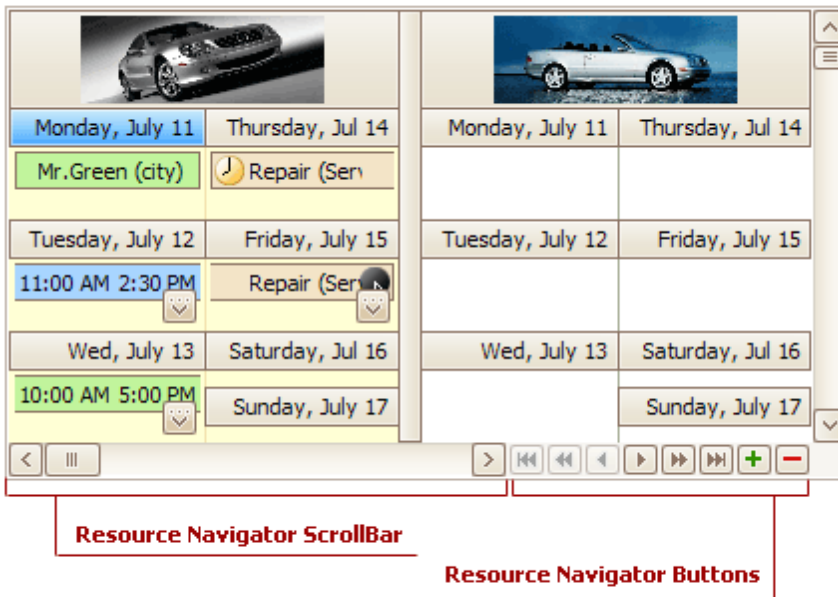 Monday, July 11
Thursday, Jul 14
Monday, July 11
Thursday, Jul 14
Mr.Green (city)
Repair (Serv
Tuesday, July 12
Friday, July 15
Tuesday, July 12
Friday, July 15
11:00 AM 2:30 PM
Repair (Serv
Wed, July 13
Saturday, Jul 16
Wed, July 13
Saturday, Jul 16
10:00 AM 5:00 PM
Sunday, July 17
Sunday, July 17
Resource Navigator ScrollBar
Resource Navigator Buttons